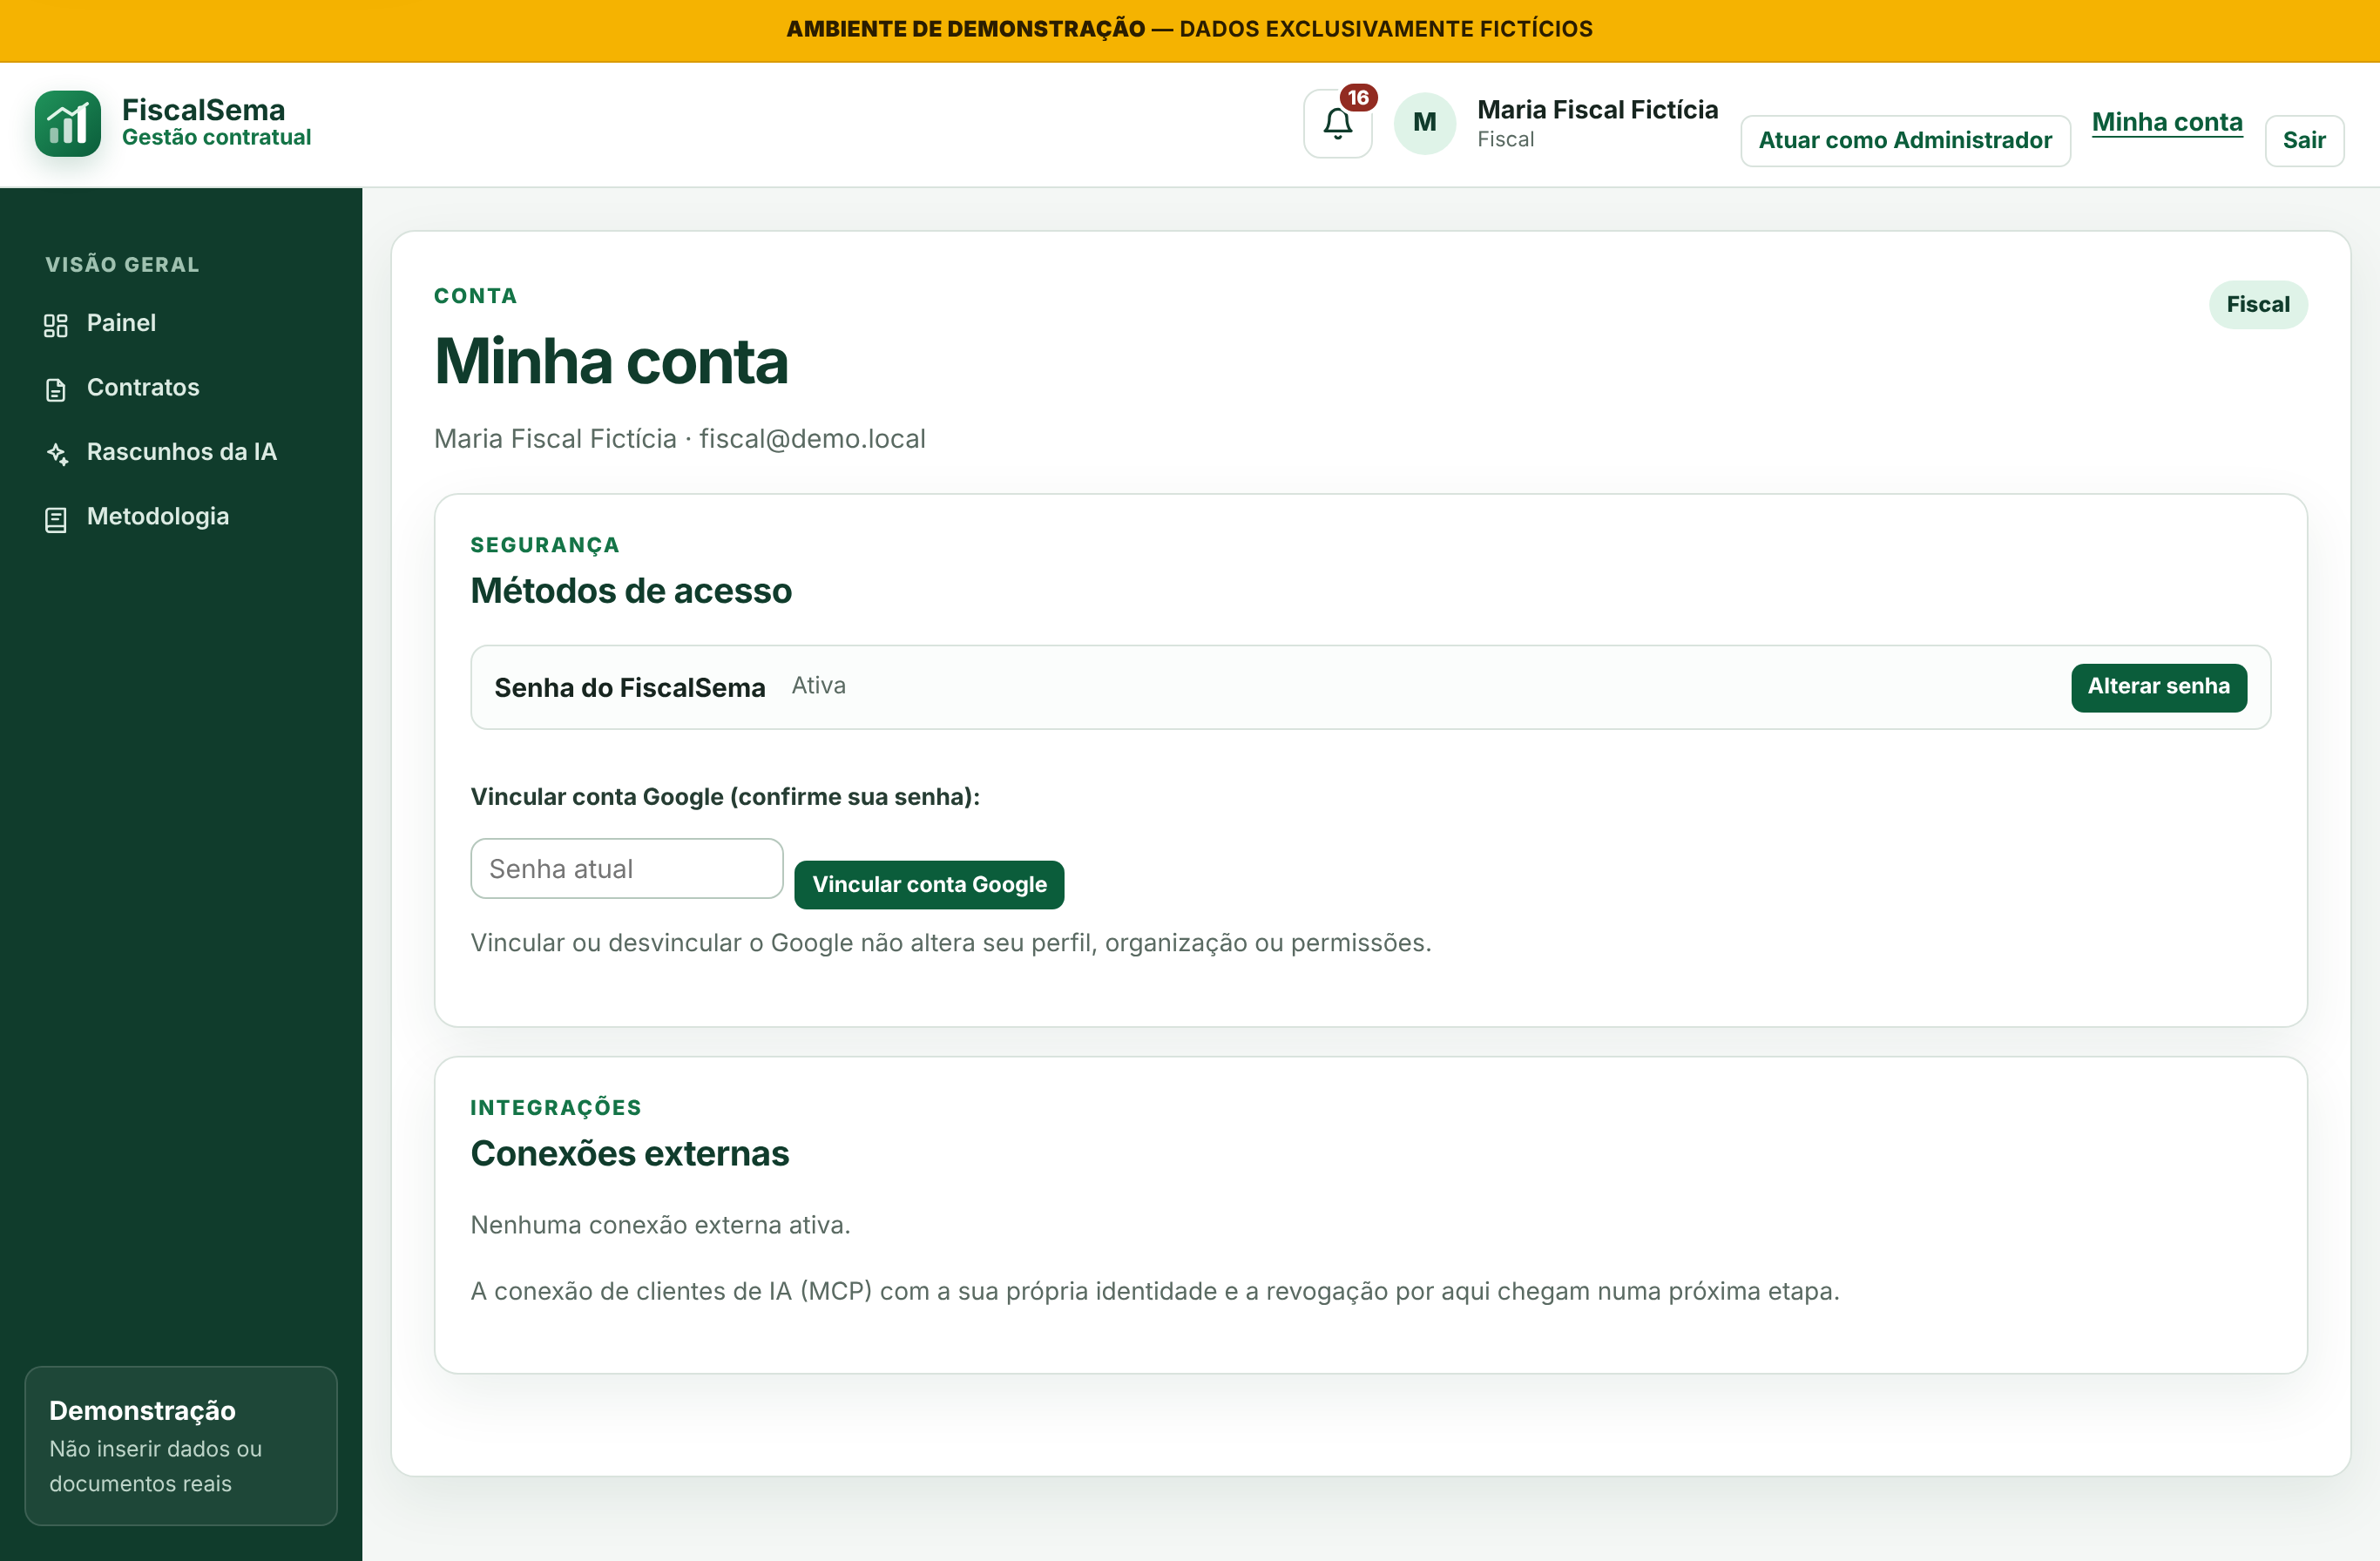 AMBIENTE DE DEMONSTRAÇÃO — DADOS EXCLUSIVAMENTE FICTÍCIOS
FiscalSema
Gestão contratual
16
M
Maria Fiscal Fictícia
Fiscal
Atuar como Administrador
Minha conta
Sair
VISÃO GERAL
Painel
Contratos
Rascunhos da IA
Metodologia
Demonstração
Não inserir dados ou
documentos reais
CONTA
Fiscal
Minha conta
Maria Fiscal Fictícia · fiscal@demo.local
SEGURANÇA
Métodos de acesso
Senha do FiscalSema Ativa
Alterar senha
Vincular conta Google (confirme sua senha):
Senha atual
Vincular conta Google
Vincular ou desvincular o Google não altera seu perfil, organização ou permissões.
INTEGRAÇÕES
Conexões externas
Nenhuma conexão externa ativa.
A conexão de clientes de IA (MCP) com a sua própria identidade e a revogação por aqui chegam numa próxima etapa.